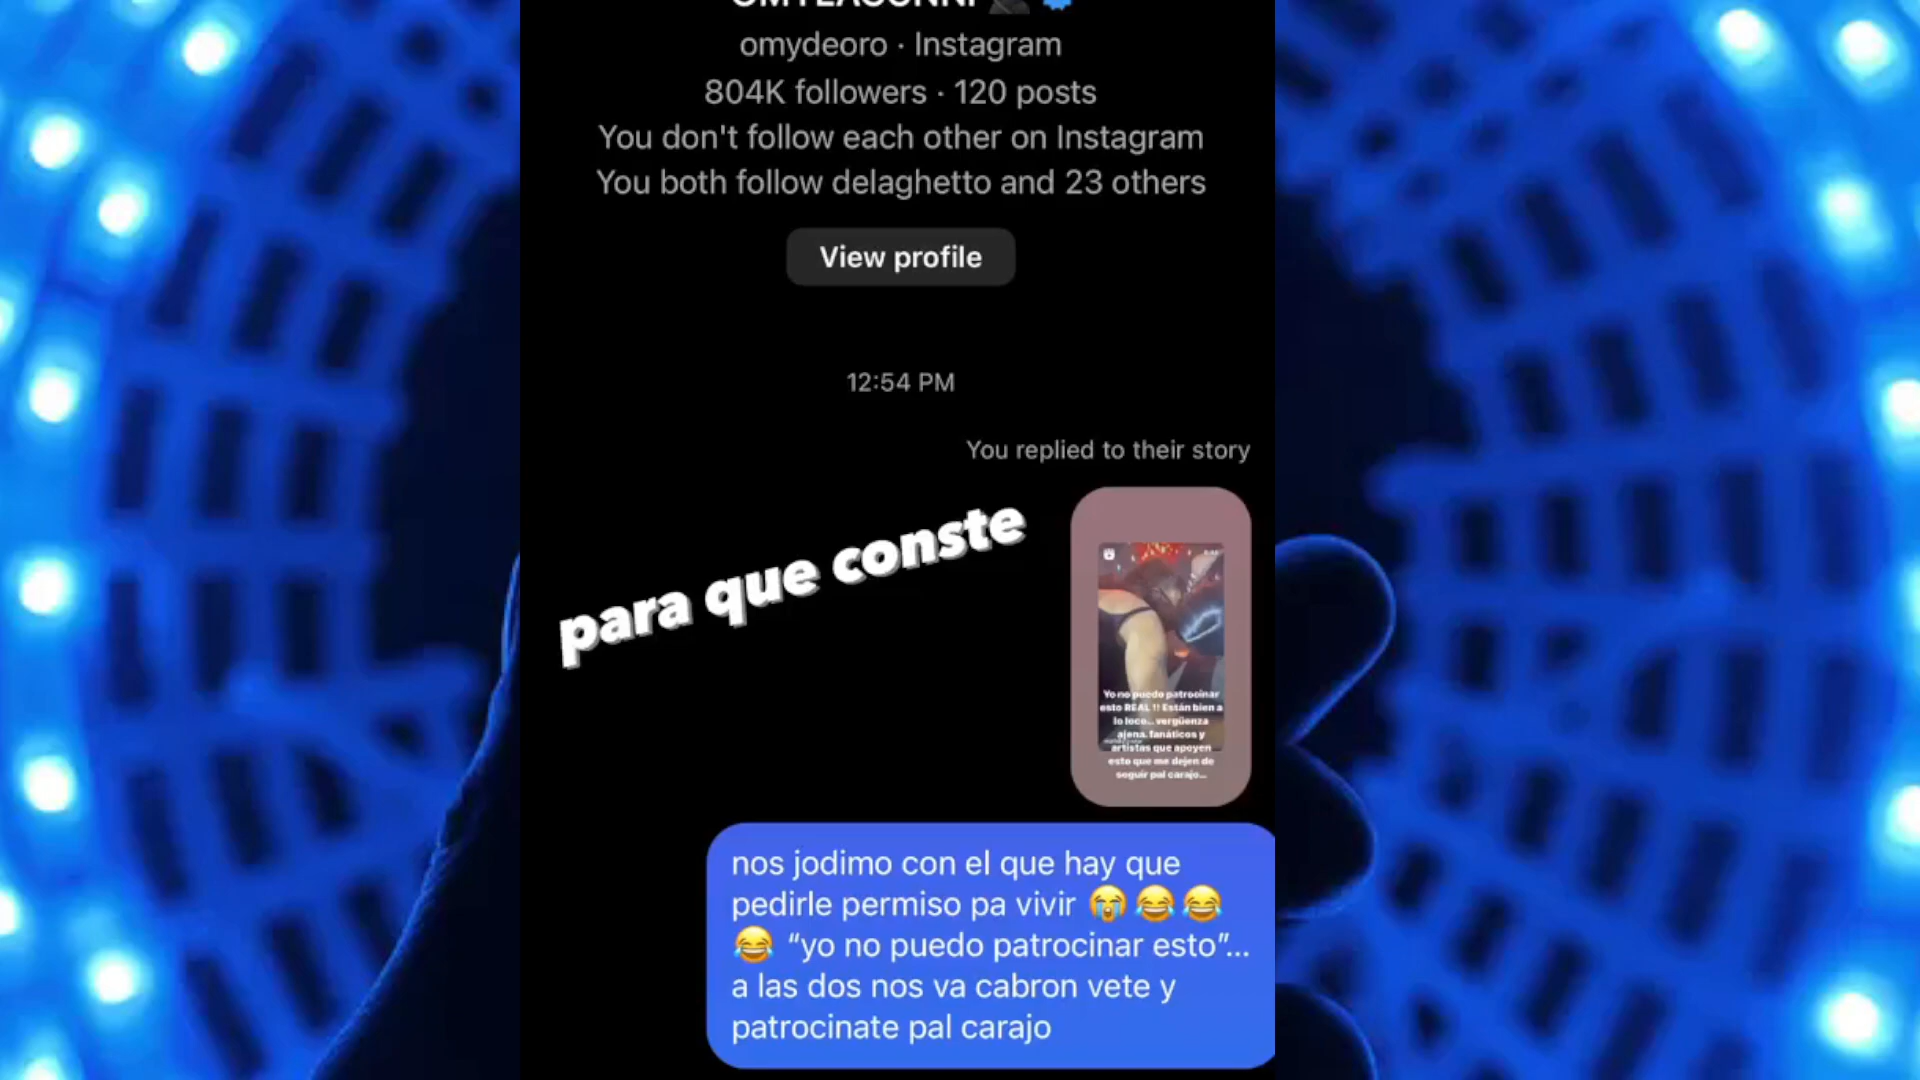 omydeoro · Instagram
804K followers · 120 posts
You don't follow each other on Instagram
You both follow delaghetto and 23 others
View profile
12:54 PM
You replied to their story
para que conste
Yo no puedo patrocinar
esto REAL !! Están bien a
lo loco... vergüenza
ajena. fanáticos y
artistas que apoyen
esto que me dejen de
seguir pal carajo...
nos jodimo con el que hay que
pedirle permiso pa vivir 😭😂😂
😂 “yo no puedo patrocinar esto”...
a las dos nos va cabron vete y
patrocinate pal carajo